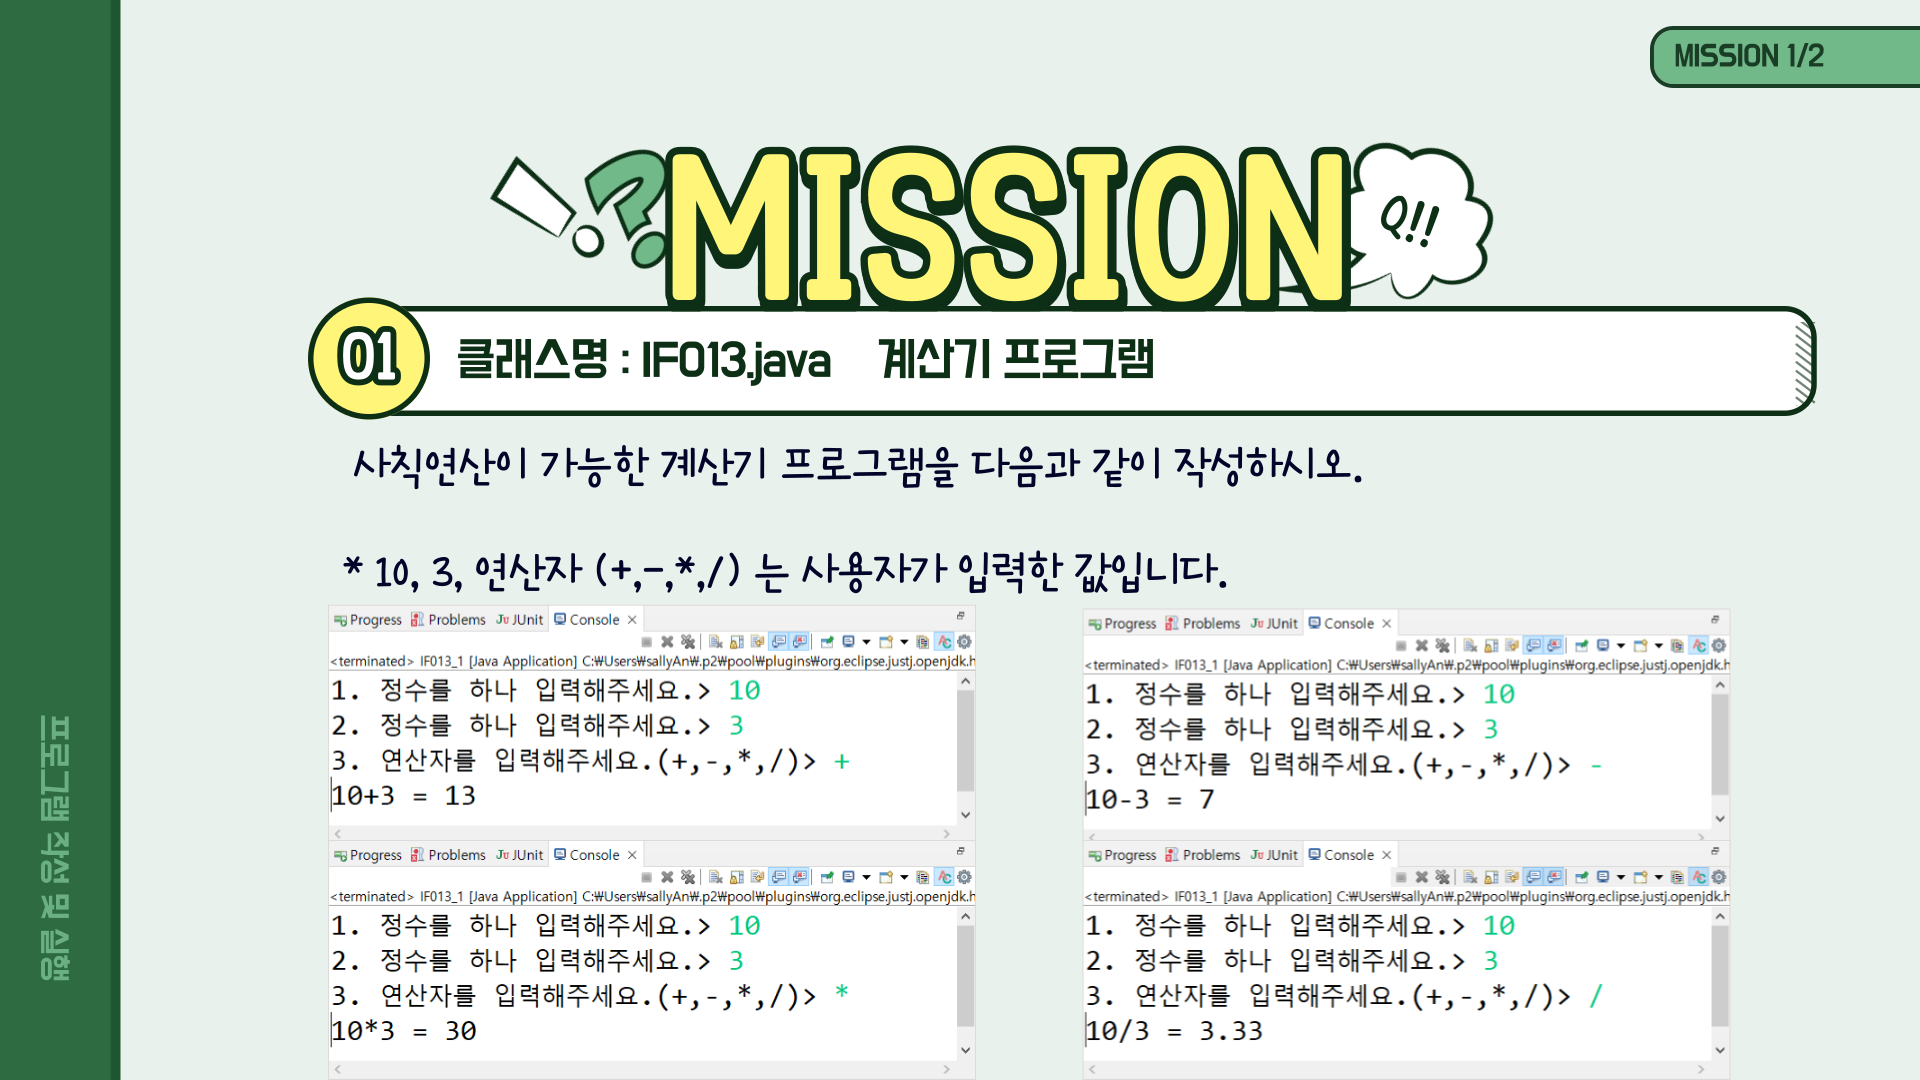 MISSION 1/2
MISSION
Q!!
01
클래스명 : IF013.java 계산기 프로그램
사칙연산이 가능한 계산기 프로그램을 다음과 같이 작성하시오.
* 10, 3, 연산자 (+,-,*,/) 는 사용자가 입력한 값입니다.
Progress Problems JUnit Console
<terminated> IF013_1 [Java Application] C:₩Users₩sallyAn₩.p2₩pool₩plugins₩org.eclipse.justj.openjdk.h
1. 정수를 하나 입력해주세요.> 10
2. 정수를 하나 입력해주세요.> 3
3. 연산자를 입력해주세요.(+,-,*,/)> +
10+3 = 13
Progress Problems JUnit Console
<terminated> IF013_1 [Java Application] C:₩Users₩sallyAn₩.p2₩pool₩plugins₩org.eclipse.justj.openjdk.h
1. 정수를 하나 입력해주세요.> 10
2. 정수를 하나 입력해주세요.> 3
3. 연산자를 입력해주세요.(+,-,*,/)> -
10-3 = 7
Progress Problems JUnit Console
<terminated> IF013_1 [Java Application] C:₩Users₩sallyAn₩.p2₩pool₩plugins₩org.eclipse.justj.openjdk.h
1. 정수를 하나 입력해주세요.> 10
2. 정수를 하나 입력해주세요.> 3
3. 연산자를 입력해주세요.(+,-,*,/)> *
10*3 = 30
Progress Problems JUnit Console
<terminated> IF013_1 [Java Application] C:₩Users₩sallyAn₩.p2₩pool₩plugins₩org.eclipse.justj.openjdk.h
1. 정수를 하나 입력해주세요.> 10
2. 정수를 하나 입력해주세요.> 3
3. 연산자를 입력해주세요.(+,-,*,/)> /
10/3 = 3.33
프로그램 작성 및 실행